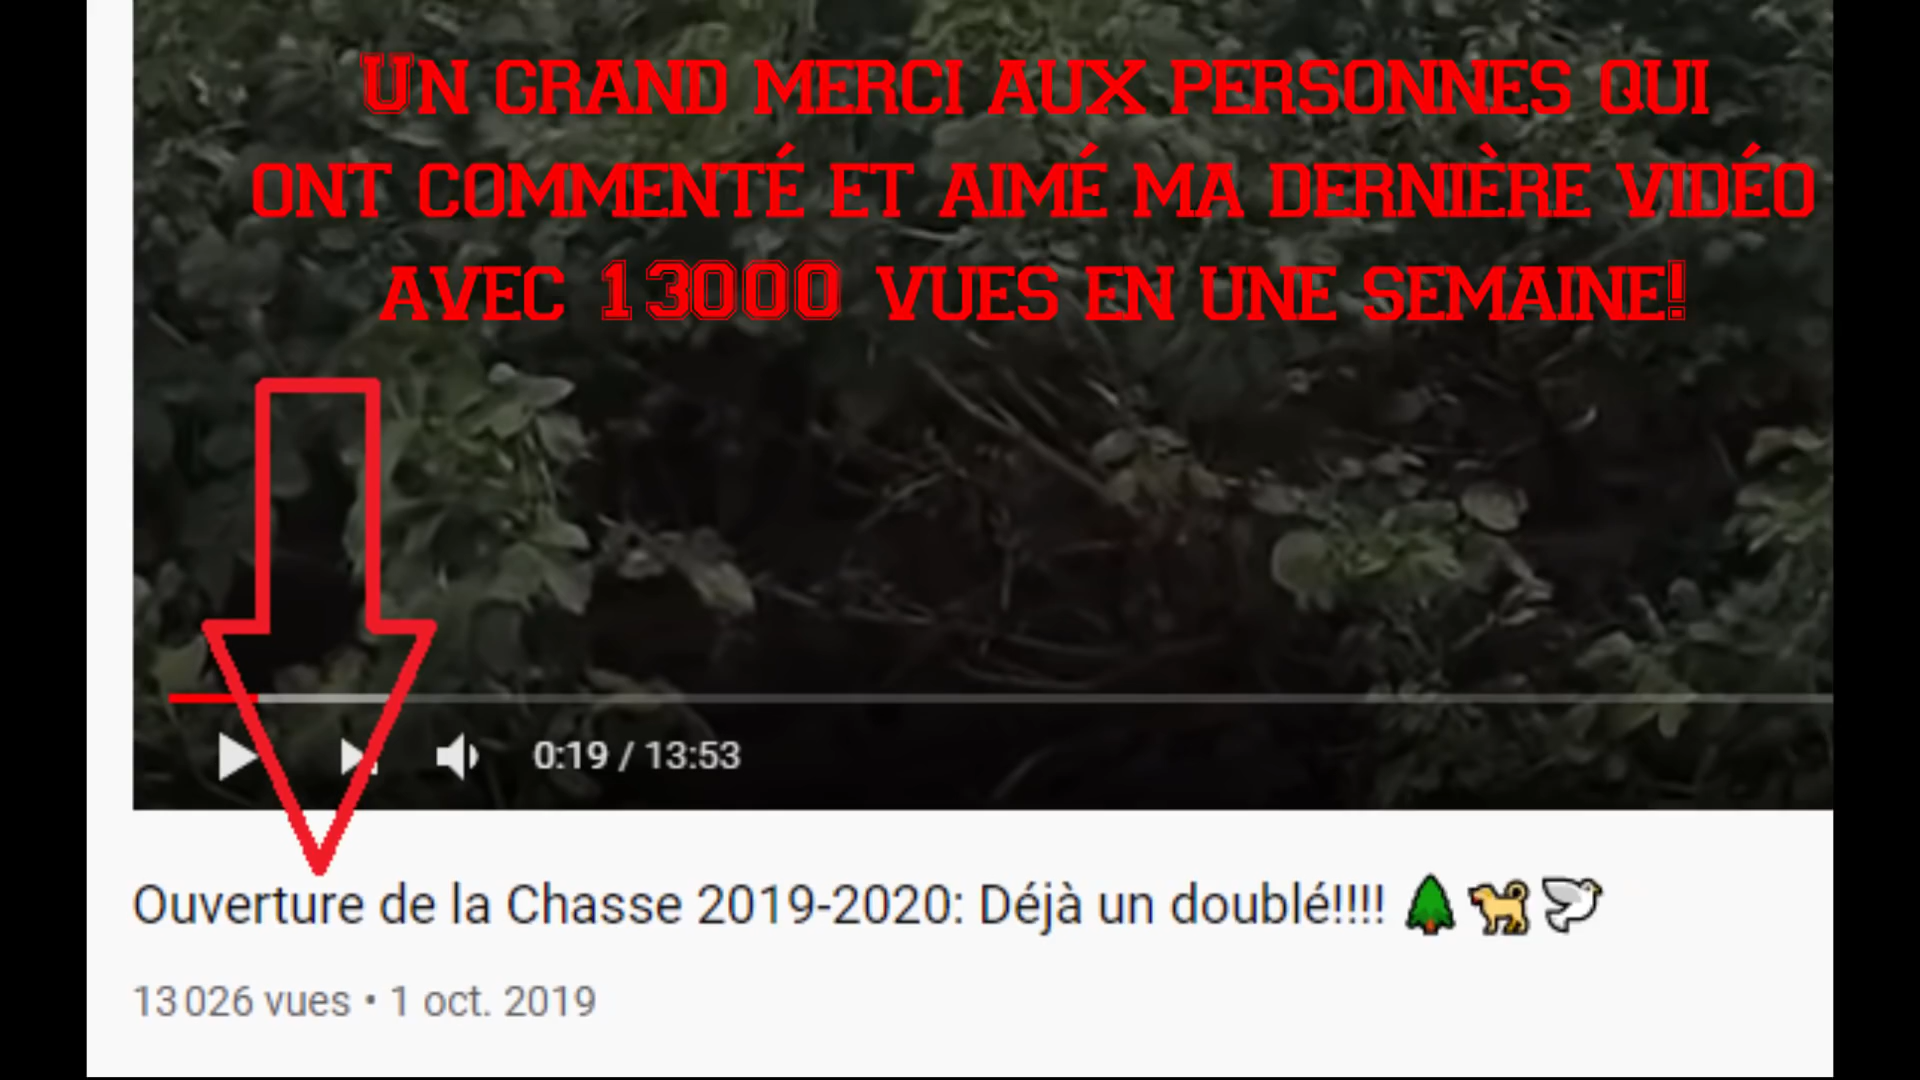 Un grand merci aux personnes qui
ont commenté et aimé ma dernière vidéo
avec 13000 vues en une semaine!
0:19 / 13:53
Ouverture de la Chasse 2019-2020: Déjà un doublé!!!! 🌲🐕🕊
13 026 vues • 1 oct. 2019